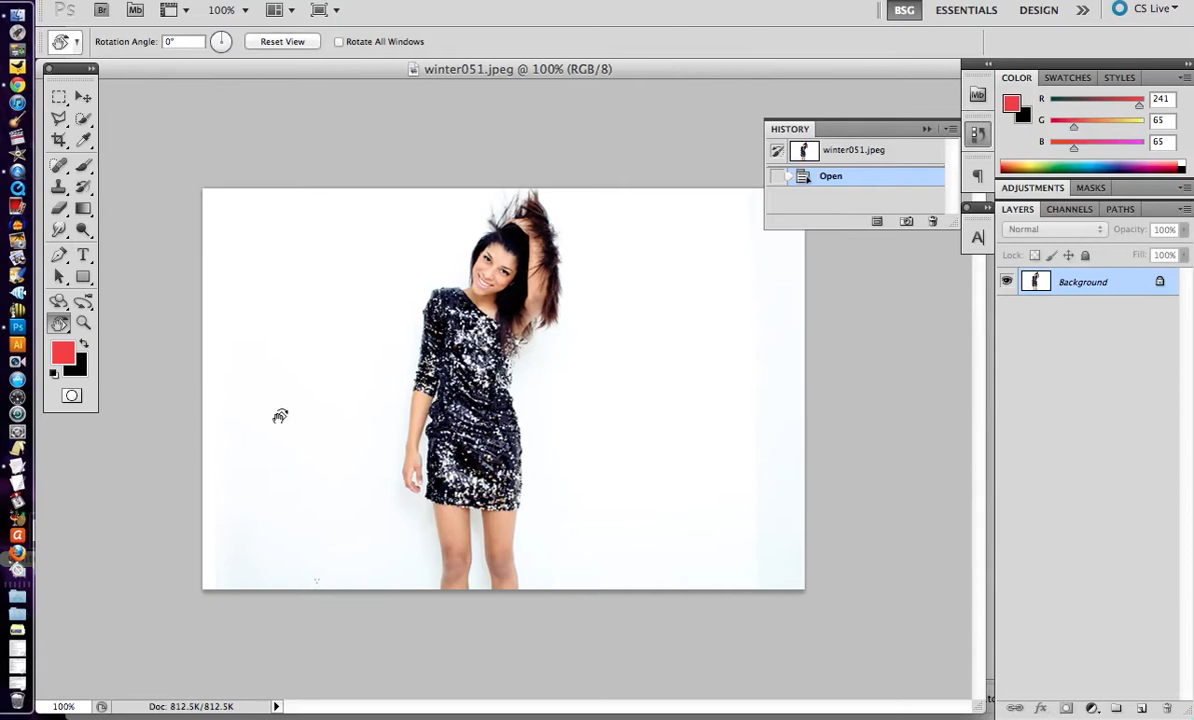 Ps Br Mb 100% BSG ESSENTIALS DESIGN CS Live
Rotation Angle: 0° Reset View Rotate All Windows
winter051.jpeg @ 100% (RGB/8)
COLOR SWATCHES STYLES
Mb
R 241
G 65
B 65
HISTORY
winter051.jpeg
Open
ADJUSTMENTS MASKS
LAYERS CHANNELS PATHS
Normal Opacity: 100%
Lock: Fill: 100%
Background
A
T
100% Doc: 812.5K/812.5K
fx